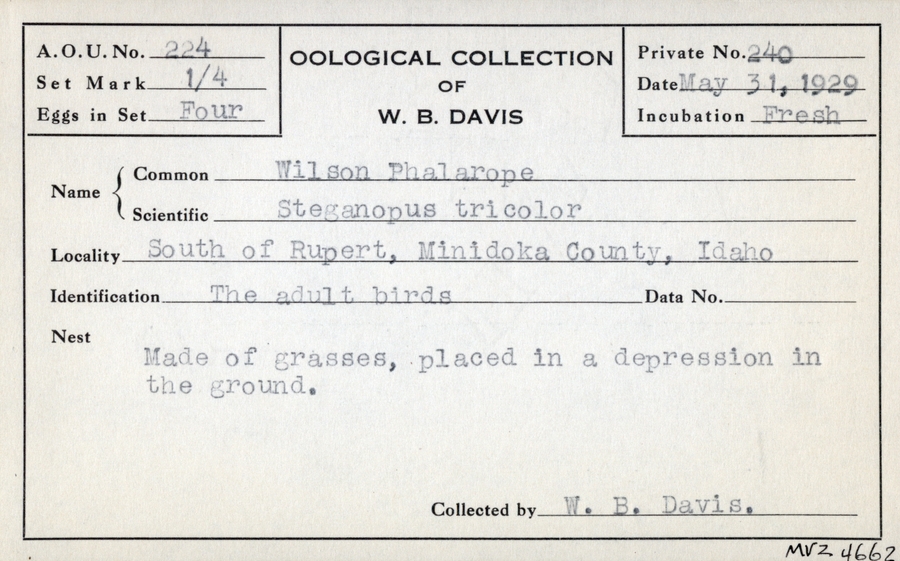 A.O.U. No. 224
Set Mark 1/4
Eggs in Set Four
OOLOGICAL COLLECTION
OF
W. B. DAVIS
Private No. 240
Date May 31, 1929
Incubation Fresh
Name
Common Wilson Phalarope
Scientific Steganopus tricolor
Locality South of Rupert, Minidoka County, Idaho
Identification The adult birds Data No.
Nest
Made of grasses, placed in a depression in
the ground.
Collected by W. B. Davis.
MVZ 4662